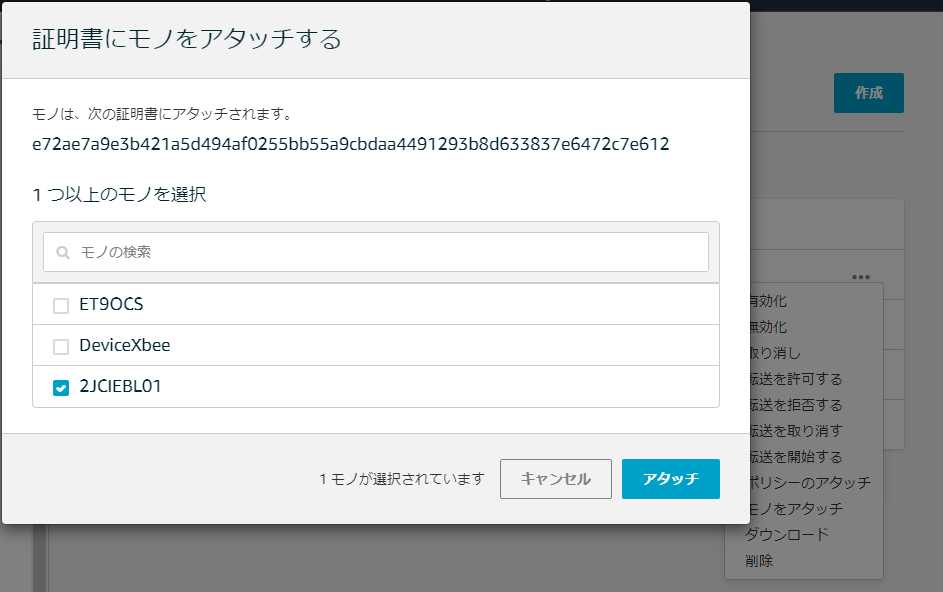 証明書にモノをアタッチする
モノは、次の証明書にアタッチされます。
e72ae7a9e3b421a5d494af0255bb55a9cbdaa4491293b8d633837e6472c7e612
1 つ以上のモノを選択
モノの検索
ET9OCS
DeviceXbee
2JCIEBL01
1 モノが選択されています
キャンセル
アタッチ
作成
有効化
無効化
取り消し
転送を許可する
転送を拒否する
転送を取り消す
転送を開始する
ポリシーのアタッチ
モノをアタッチ
ダウンロード
削除